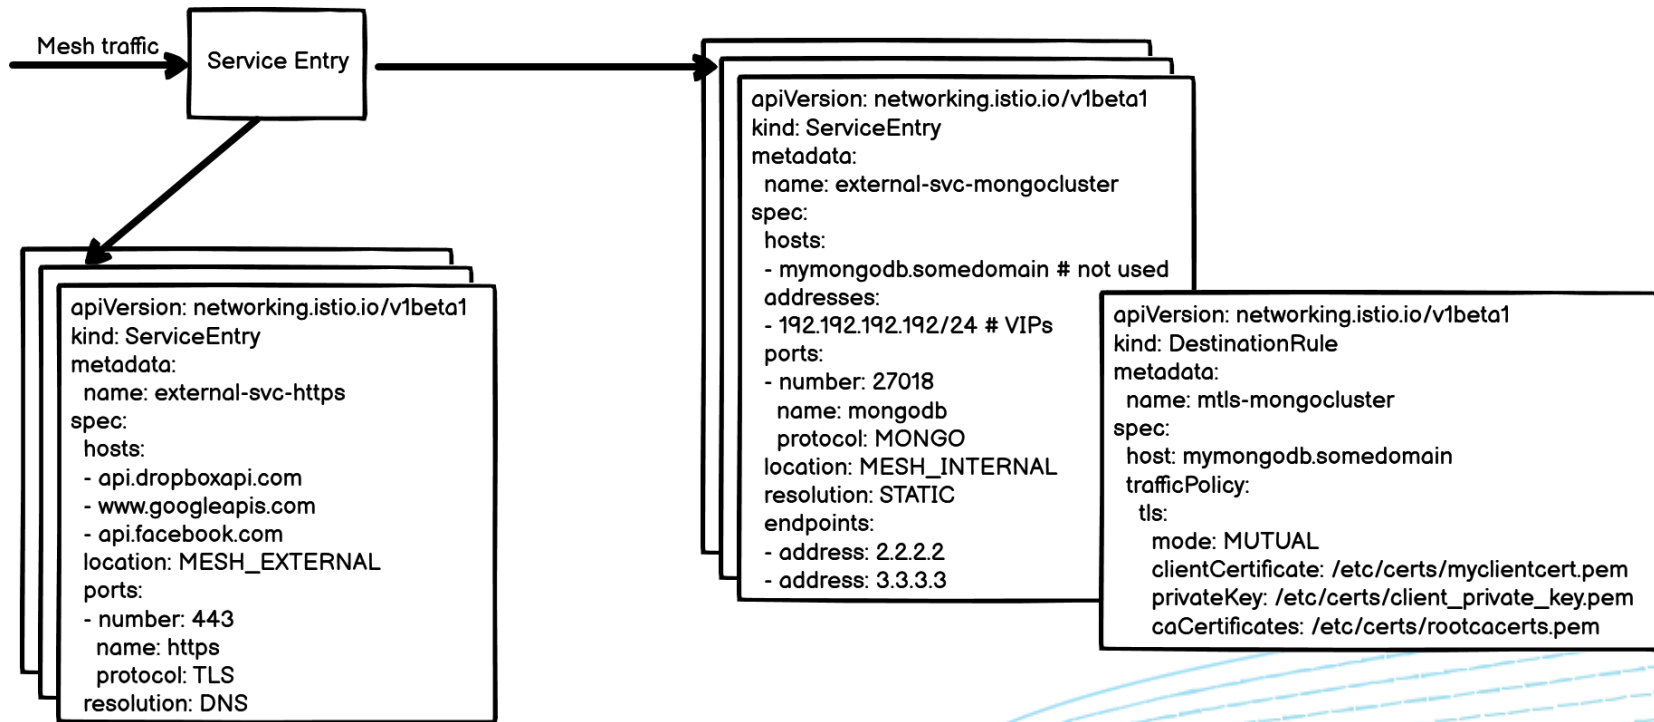 Mesh traffic
Service Entry
apiVersion: networking.istio.io/v1beta1
kind: ServiceEntry
metadata:
  name: external-svc-https
spec:
  hosts:
  - api.dropboxapi.com
  - www.googleapis.com
  - api.facebook.com
  location: MESH_EXTERNAL
  ports:
  - number: 443
    name: https
    protocol: TLS
  resolution: DNS
apiVersion: networking.istio.io/v1beta1
kind: ServiceEntry
metadata:
  name: external-svc-mongocluster
spec:
  hosts:
  - mymongodb.somedomain # not used
  addresses:
  - 192.192.192.192/24 # VIPs
  ports:
  - number: 27018
    name: mongodb
    protocol: MONGO
  location: MESH_INTERNAL
  resolution: STATIC
  endpoints:
  - address: 2.2.2.2
  - address: 3.3.3.3
apiVersion: networking.istio.io/v1beta1
kind: DestinationRule
metadata:
  name: mtls-mongocluster
spec:
  host: mymongodb.somedomain
  trafficPolicy:
    tls:
      mode: MUTUAL
      clientCertificate: /etc/certs/myclientcert.pem
      privateKey: /etc/certs/client_private_key.pem
      caCertificates: /etc/certs/rootcacerts.pem